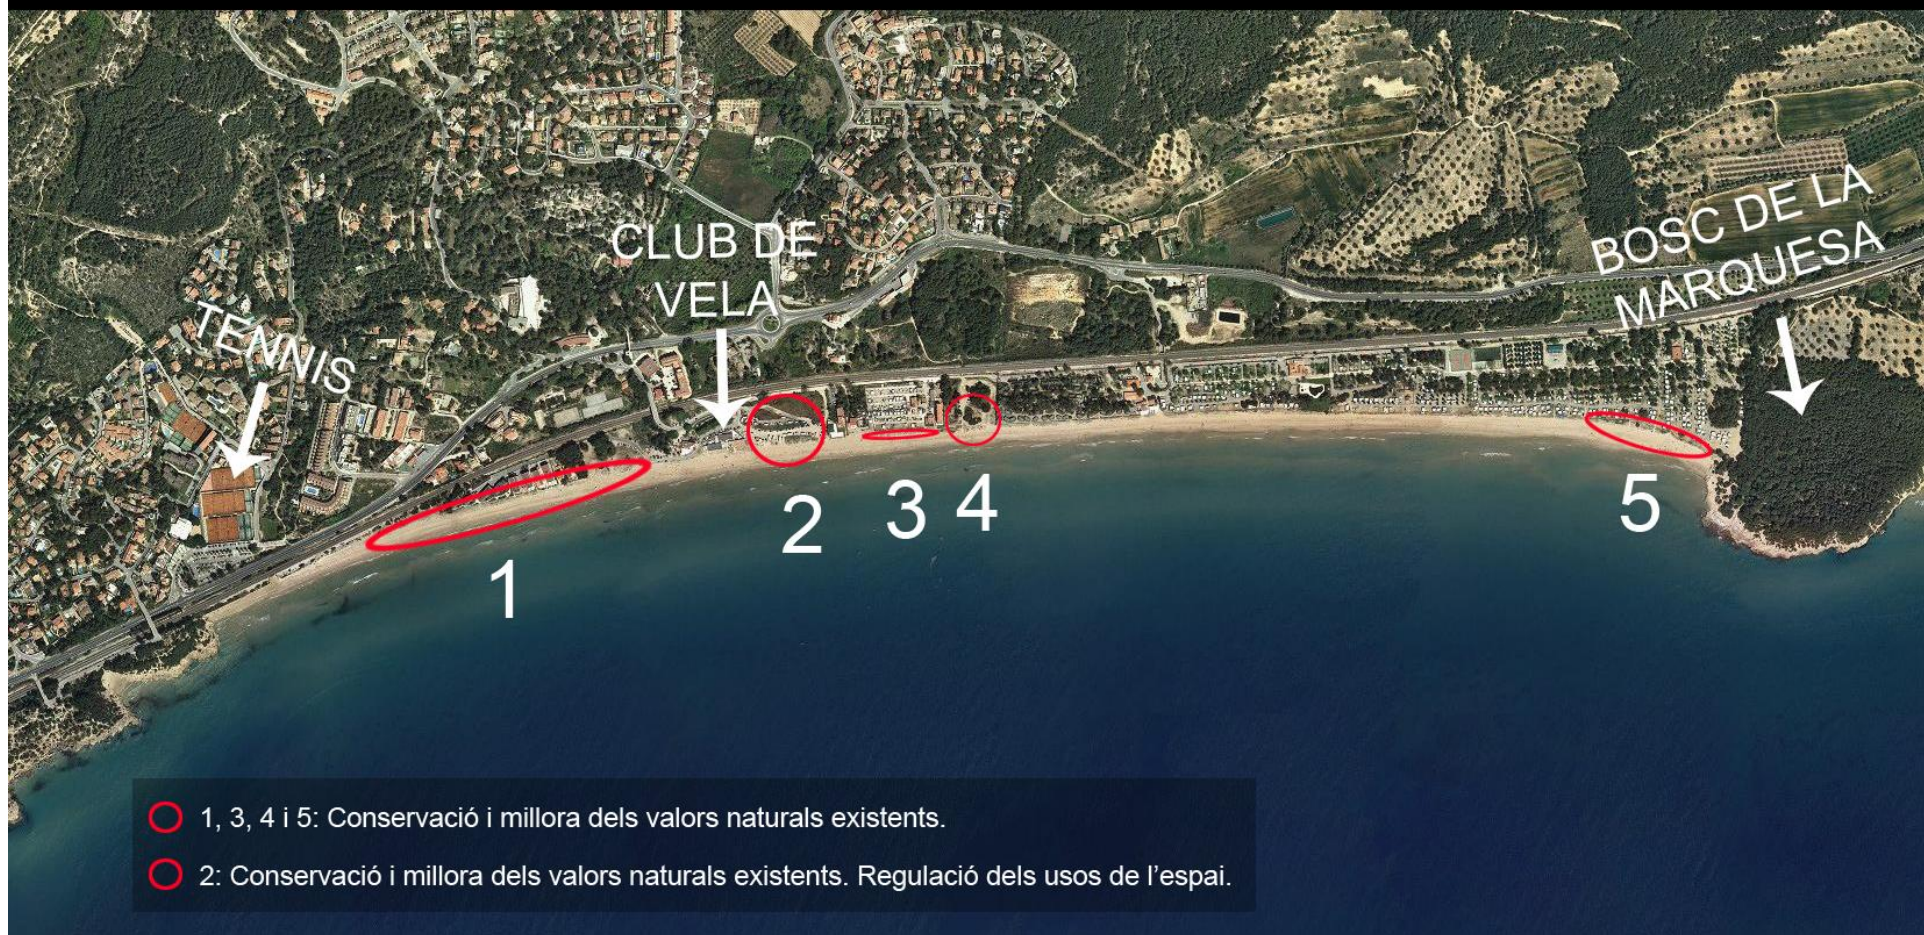 TENNIS
CLUB DE
VELA
BOSC DE LA
MARQUESA
1
2
3
4
5
1, 3, 4 i 5: Conservació i millora dels valors naturals existents.
2: Conservació i millora dels valors naturals existents. Regulació dels usos de l’espai.